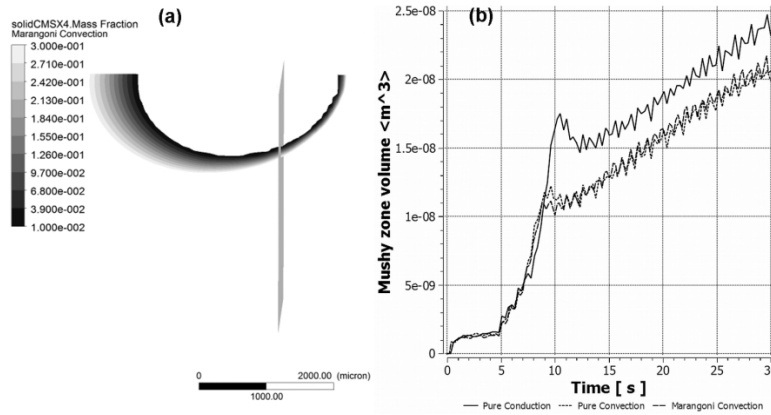 (a)
solidCMSX4.Mass Fraction
Marangoni Convection
3.000e-001
2.710e-001
2.420e-001
2.130e-001
1.840e-001
1.550e-001
1.260e-001
9.700e-002
6.800e-002
3.900e-002
1.000e-002
0 2000.00 (micron)
1000.00
(b)
Mushy zone volume <m^3>
2.5e-08
2e-08
1.5e-08
1e-08
5e-09
0
0 5 10 15 20 25 30
Time [ s ]
Pure Conduction Pure Convection Marangoni Convection